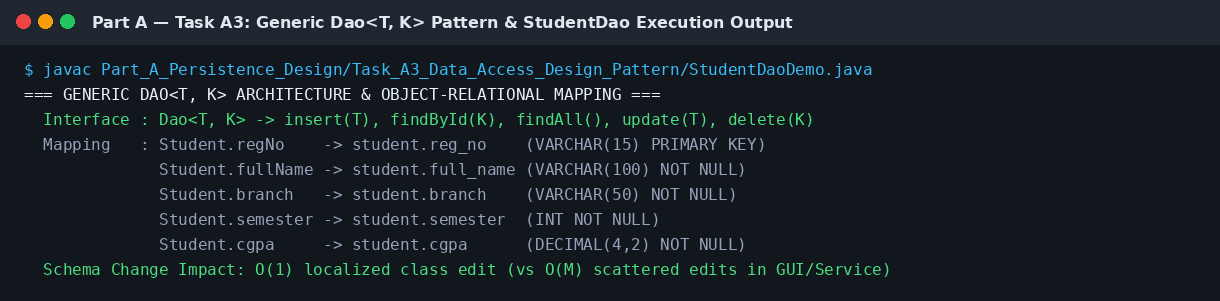 Part A — Task A3: Generic Dao<T, K> Pattern & StudentDao Execution Output
$ javac Part_A_Persistence_Design/Task_A3_Data_Access_Design_Pattern/StudentDaoDemo.java
=== GENERIC DAO<T, K> ARCHITECTURE & OBJECT-RELATIONAL MAPPING ===
  Interface : Dao<T, K> -> insert(T), findById(K), findAll(), update(T), delete(K)
  Mapping   : Student.regNo    -> student.reg_no    (VARCHAR(15) PRIMARY KEY)
              Student.fullName -> student.full_name (VARCHAR(100) NOT NULL)
              Student.branch   -> student.branch    (VARCHAR(50) NOT NULL)
              Student.semester -> student.semester  (INT NOT NULL)
              Student.cgpa     -> student.cgpa      (DECIMAL(4,2) NOT NULL)
  Schema Change Impact: O(1) localized class edit (vs O(M) scattered edits in GUI/Service)